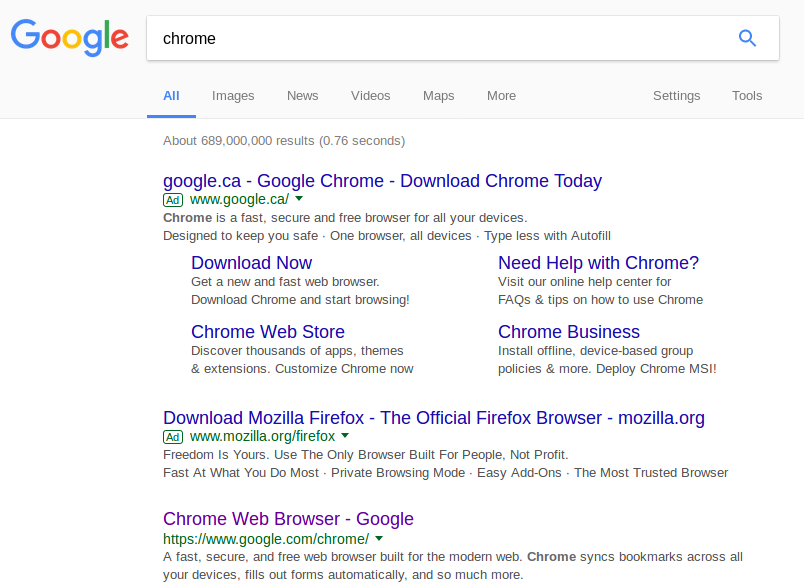 Google
chrome
All Images News Videos Maps More Settings Tools
About 689,000,000 results (0.76 seconds)
google.ca - Google Chrome - Download Chrome Today
Ad www.google.ca/
Chrome is a fast, secure and free browser for all your devices.
Designed to keep you safe · One browser, all devices · Type less with Autofill
Download Now
Get a new and fast web browser.
Download Chrome and start browsing!
Need Help with Chrome?
Visit our online help center for
FAQs & tips on how to use Chrome
Chrome Web Store
Discover thousands of apps, themes
& extensions. Customize Chrome now
Chrome Business
Install offline, device-based group
policies & more. Deploy Chrome MSI!
Download Mozilla Firefox - The Official Firefox Browser - mozilla.org
Ad www.mozilla.org/firefox
Freedom Is Yours. Use The Only Browser Built For People, Not Profit.
Fast At What You Do Most · Private Browsing Mode · Easy Add-Ons · The Most Trusted Browser
Chrome Web Browser - Google
https://www.google.com/chrome/
A fast, secure, and free web browser built for the modern web. Chrome syncs bookmarks across all
your devices, fills out forms automatically, and so much more.